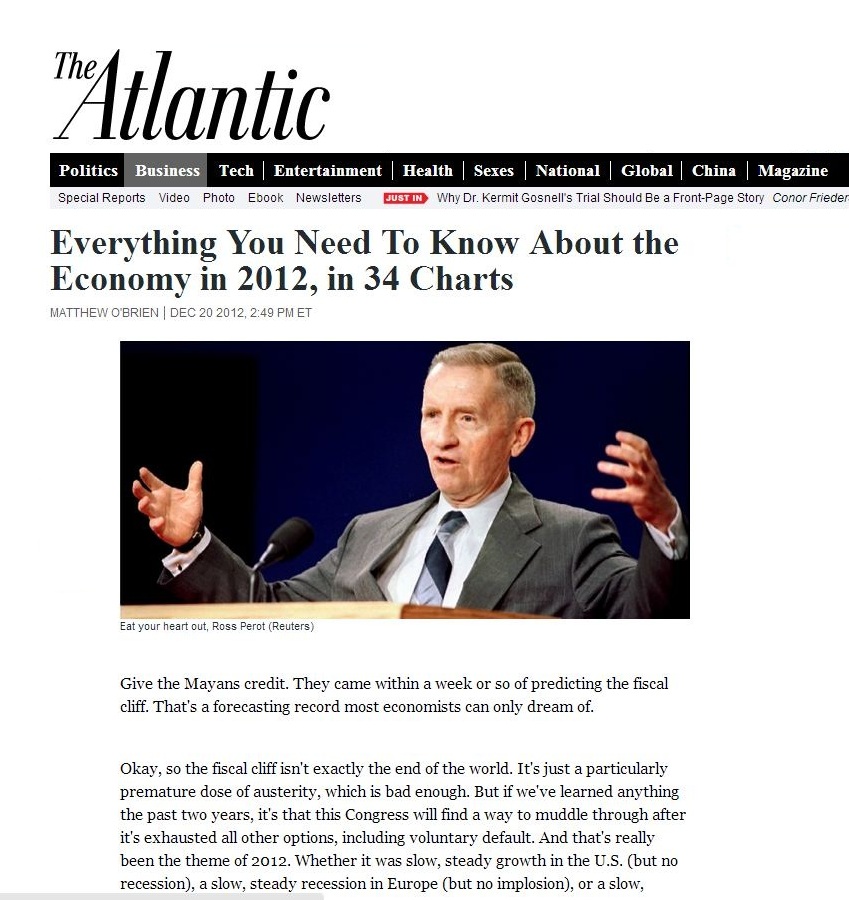 The Atlantic
Politics Business Tech Entertainment Health Sexes National Global China Magazine
Special Reports Video Photo Ebook Newsletters JUST IN Why Dr. Kermit Gosnell's Trial Should Be a Front-Page Story Conor Frieder
Everything You Need To Know About the
Economy in 2012, in 34 Charts
MATTHEW O'BRIEN | DEC 20 2012, 2:49 PM ET
Eat your heart out, Ross Perot (Reuters)
Give the Mayans credit. They came within a week or so of predicting the fiscal
cliff. That's a forecasting record most economists can only dream of.
Okay, so the fiscal cliff isn't exactly the end of the world. It's just a particularly
premature dose of austerity, which is bad enough. But if we've learned anything
the past two years, it's that this Congress will find a way to muddle through after
it's exhausted all other options, including voluntary default. And that's really
been the theme of 2012. Whether it was slow, steady growth in the U.S. (but no
recession), a slow, steady recession in Europe (but no implosion), or a slow,